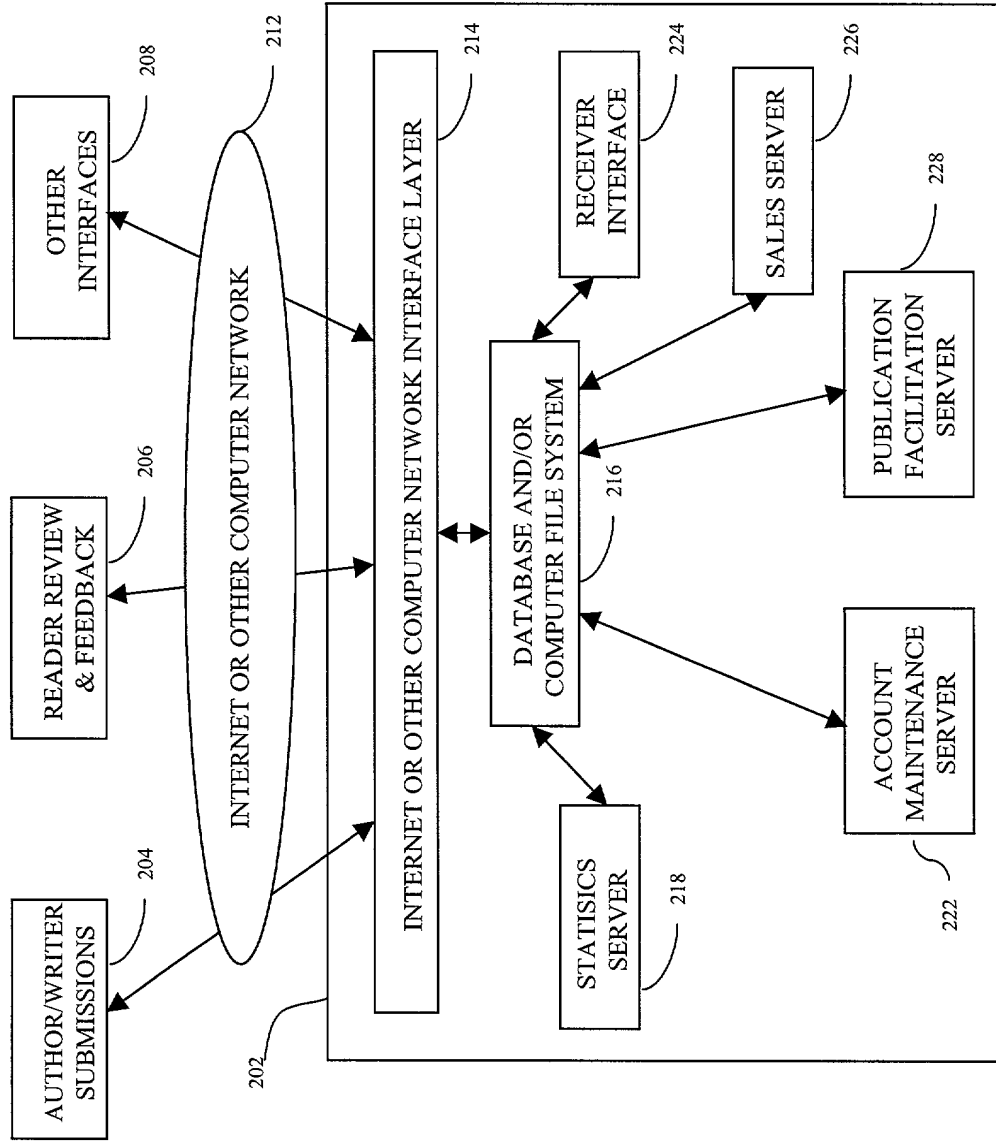 AUTHOR/WRITER
SUBMISSIONS
204
READER REVIEW
& FEEDBACK
206
OTHER
INTERFACES
208
INTERNET OR OTHER COMPUTER NETWORK
212
202
INTERNET OR OTHER COMPUTER NETWORK INTERFACE LAYER
214
DATABASE AND/OR
COMPUTER FILE SYSTEM
216
STATISICS
SERVER
218
RECEIVER
INTERFACE
224
SALES SERVER
226
ACCOUNT
MAINTENANCE
SERVER
222
PUBLICATION
FACILITATION
SERVER
228